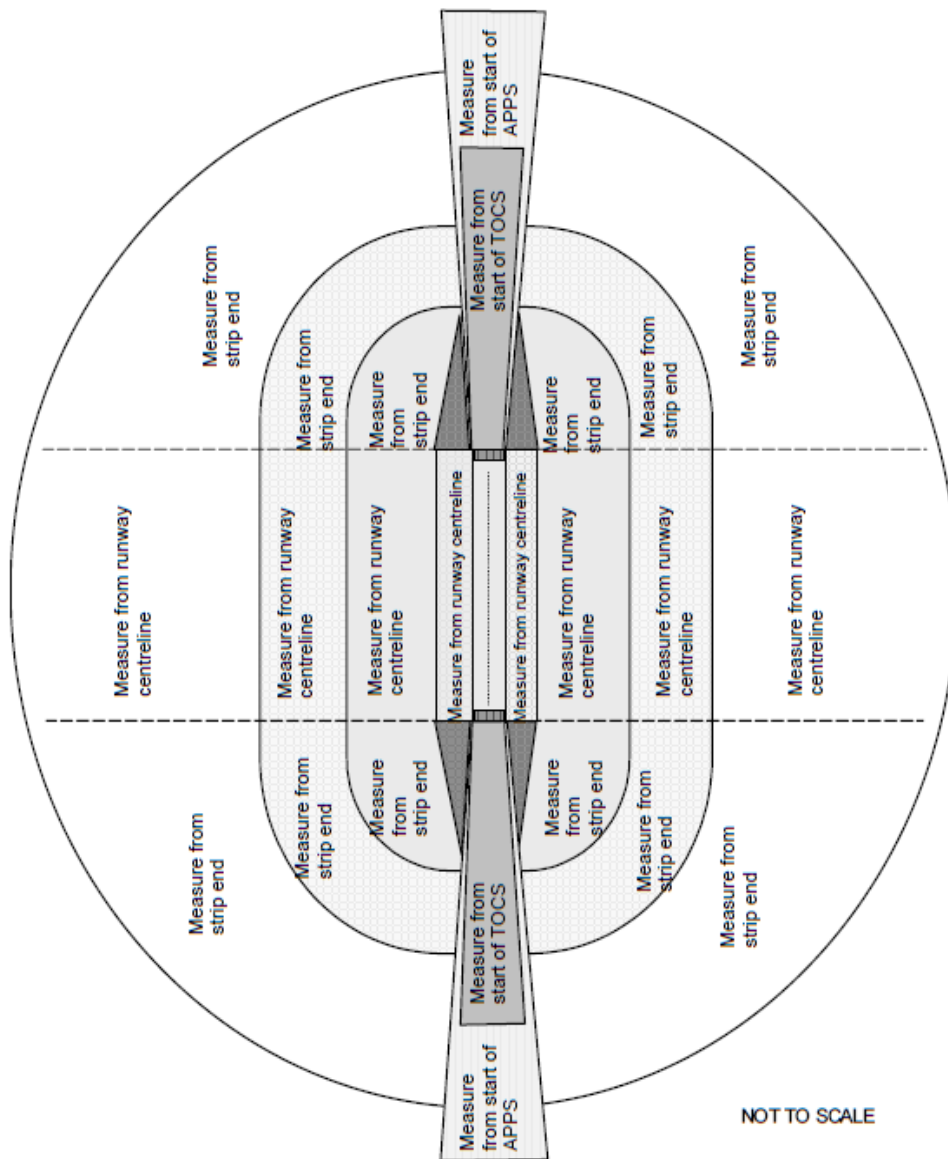 Measure from runway
centreline
Measure from
strip end
Measure from
strip end
Measure from
strip end
Measure from runway
centreline
Measure from
strip end
Measure
from
strip end
Measure from runway
centreline
Measure
from
strip end
Measure from runway centreline
Measure
from start of
APPS
Measure from
start of TOCS
Measure from
start of TOCS
Measure
from start of
APPS
Measure from runway centreline
Measure
from
strip end
Measure from runway
centreline
Measure
from
strip end
Measure from
strip end
Measure from runway
centreline
Measure from
strip end
Measure from
strip end
Measure from
strip end
Measure from runway
centreline
NOT TO SCALE